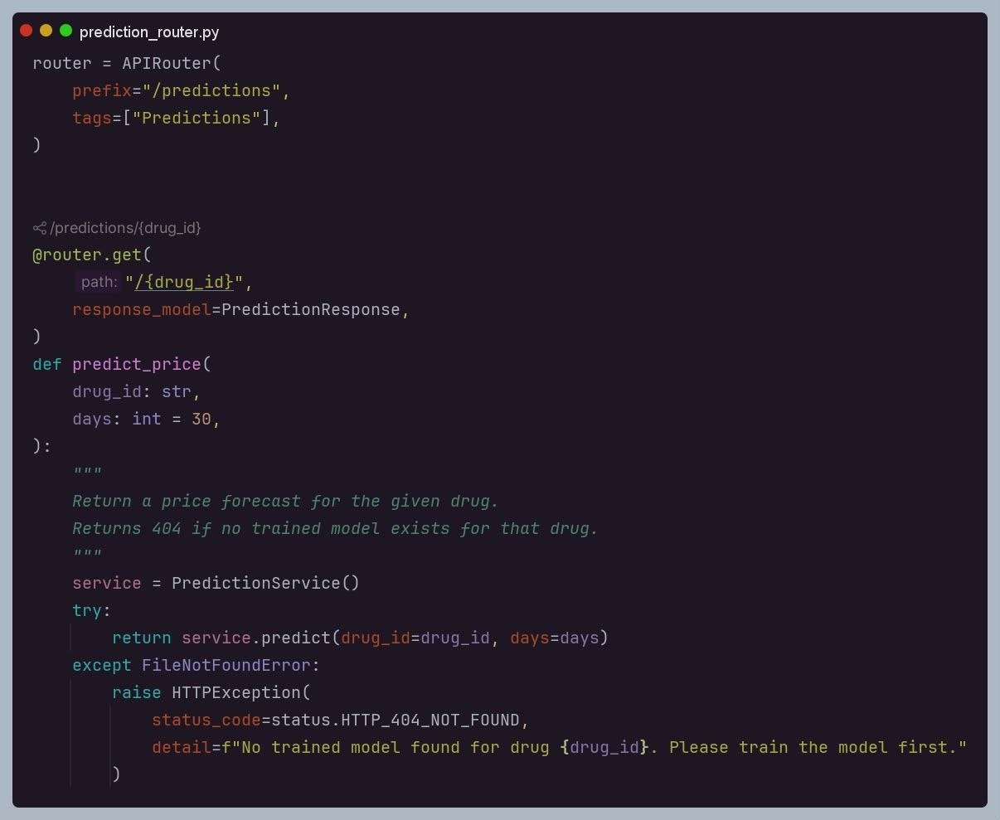 prediction_router.py
router = APIRouter(
    prefix="/predictions",
    tags=["Predictions"],
)
/predictions/{drug_id}
@router.get(
    path: "/{drug_id}",
    response_model=PredictionResponse,
)
def predict_price(
    drug_id: str,
    days: int = 30,
):
    """
    Return a price forecast for the given drug.
    Returns 404 if no trained model exists for that drug.
    """
    service = PredictionService()
    try:
        return service.predict(drug_id=drug_id, days=days)
    except FileNotFoundError:
        raise HTTPException(
            status_code=status.HTTP_404_NOT_FOUND,
            detail=f"No trained model found for drug {drug_id}. Please train the model first."
        )